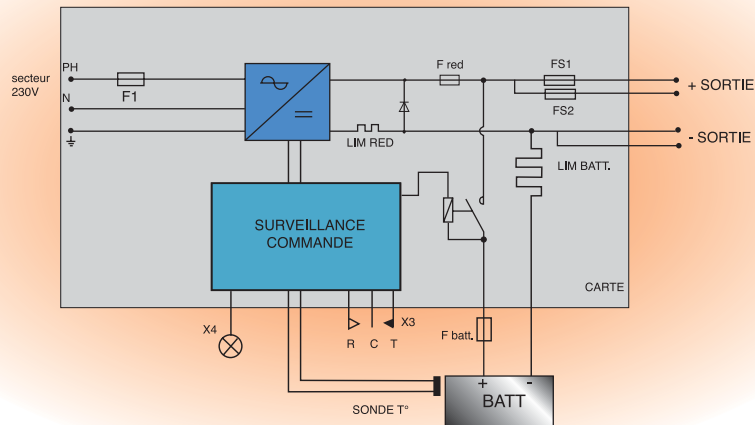 PH
secteur
230V
F1
N
F red
FS1
+ SORTIE
FS2
- SORTIE
LIM RED
LIM BATT.
SURVEILLANCE
COMMANDE
CARTE
X4
X3
R C T
F batt.
+ -
BATT
SONDE T°